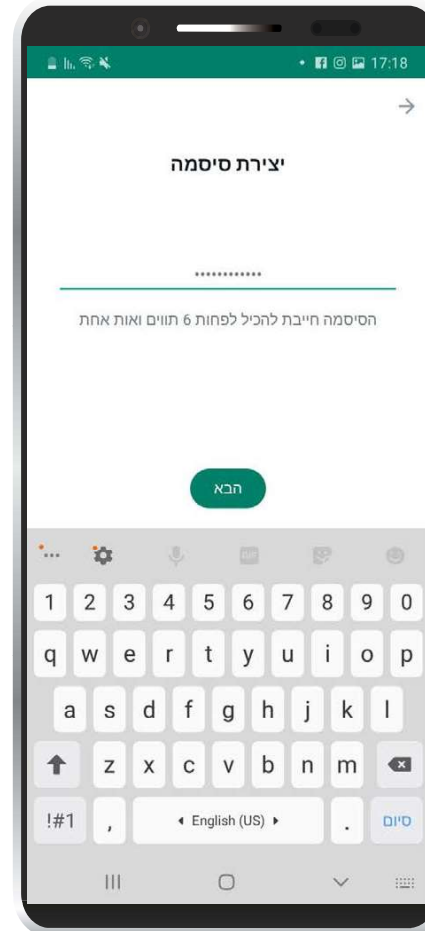 17:18
יצירת סיסמה
••••••••••••
הסיסמה חייבת להכיל לפחות 6 תווים ואות אחת
הבא
GIF
1 2 3 4 5 6 7 8 9 0
q w e r t y u i o p
a s d f g h j k l
z x c v b n m
!#1 , English (US) . סיום